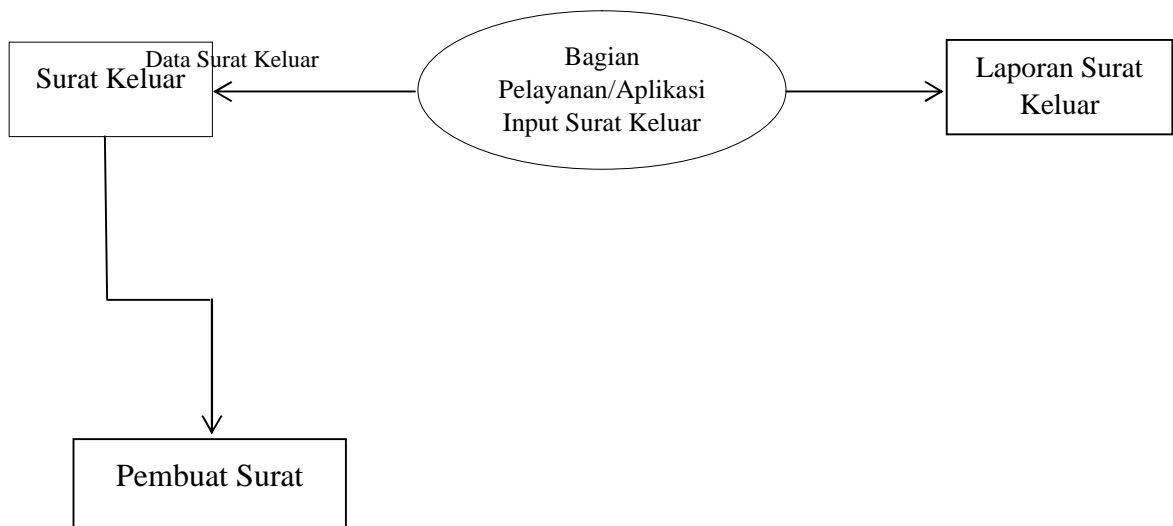 Data Surat Keluar
Surat Keluar
Bagian
Pelayanan/Aplikasi
Input Surat Keluar
Laporan Surat
Keluar
Pembuat Surat